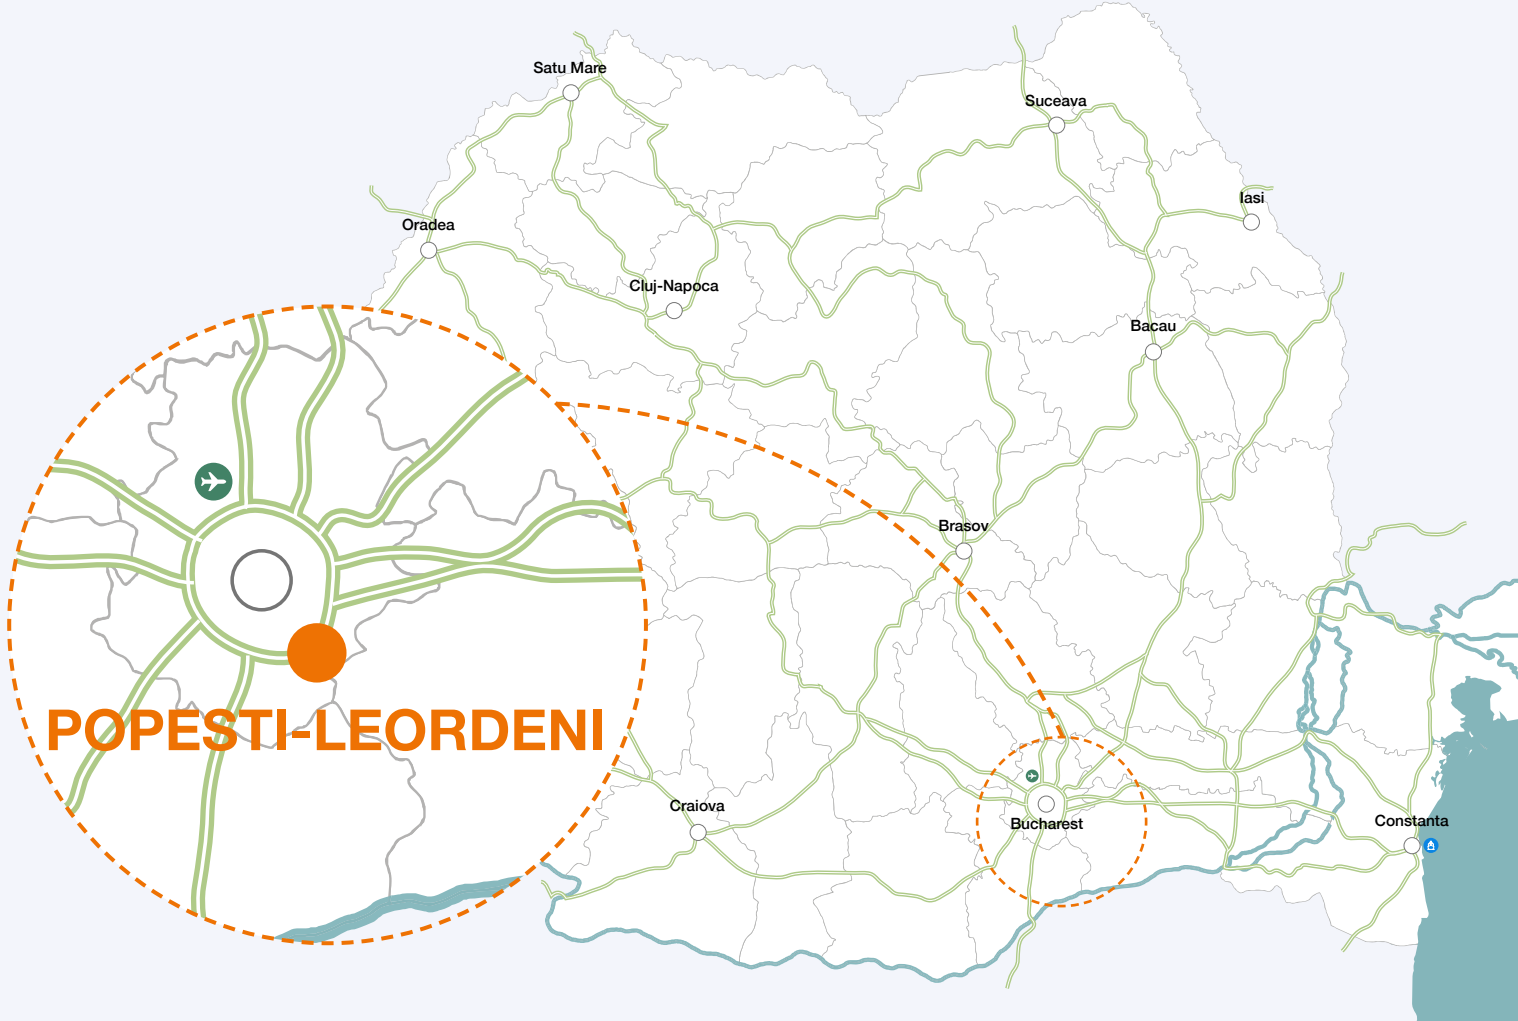 Satu Mare
Suceava
Iasi
Oradea
Cluj-Napoca
Bacau
Brasov
POPESTI-LEORDENI
Craiova
Bucharest
Constanta